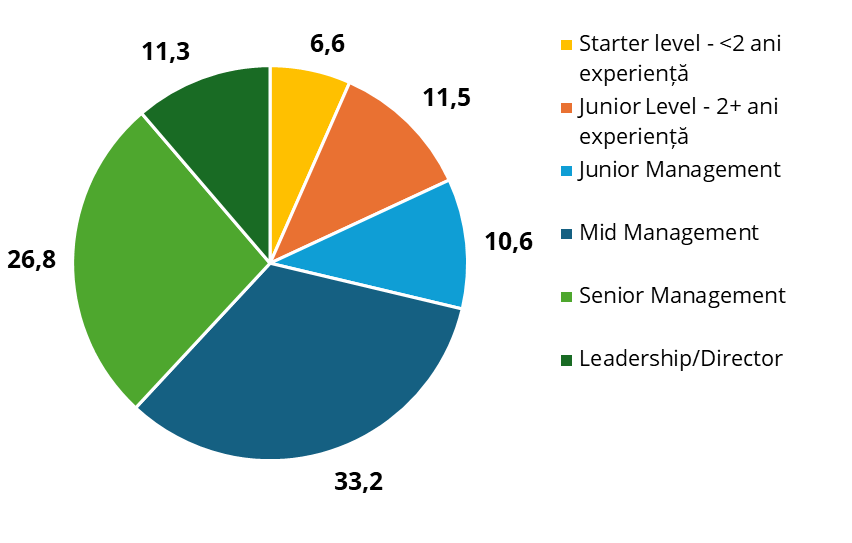 6,6
11,5
10,6
33,2
26,8
11,3
Starter level - <2 ani
experiență
Junior Level - 2+ ani
experiență
Junior Management
Mid Management
Senior Management
Leadership/Director